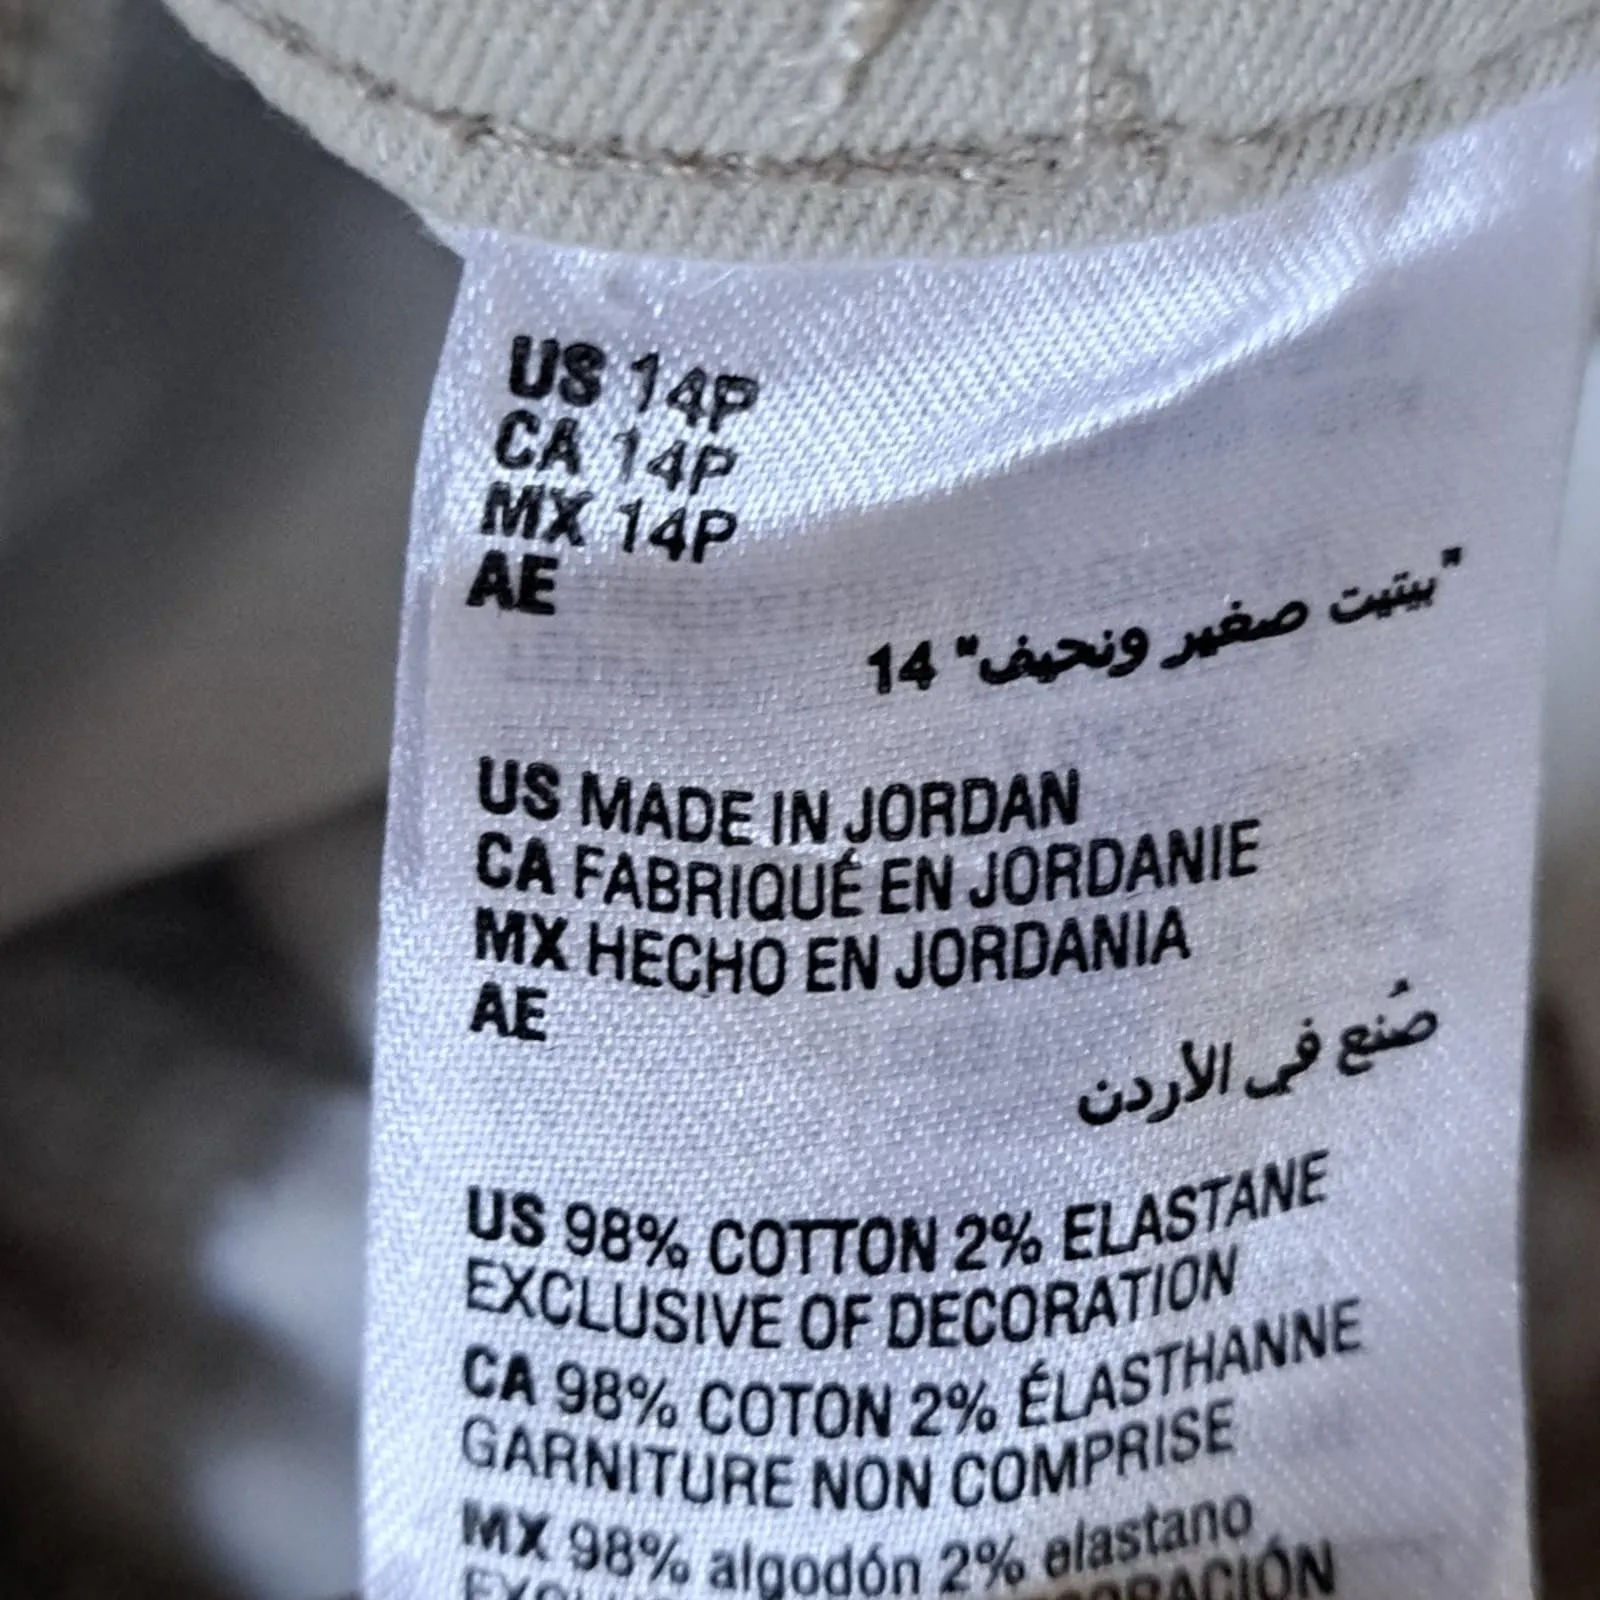 US 14P
CA 14P
MX 14P
AE
"بيتيت صغير ونحيف" 14
US MADE IN JORDAN
CA FABRIQUÉ EN JORDANIE
MX HECHO EN JORDANIA
AE
صُنع في الأردن
US 98% COTTON 2% ELASTANE
EXCLUSIVE OF DECORATION
CA 98% COTON 2% ÉLASTHANNE
GARNITURE NON COMPRISE
MX 98% algodón 2% elastano